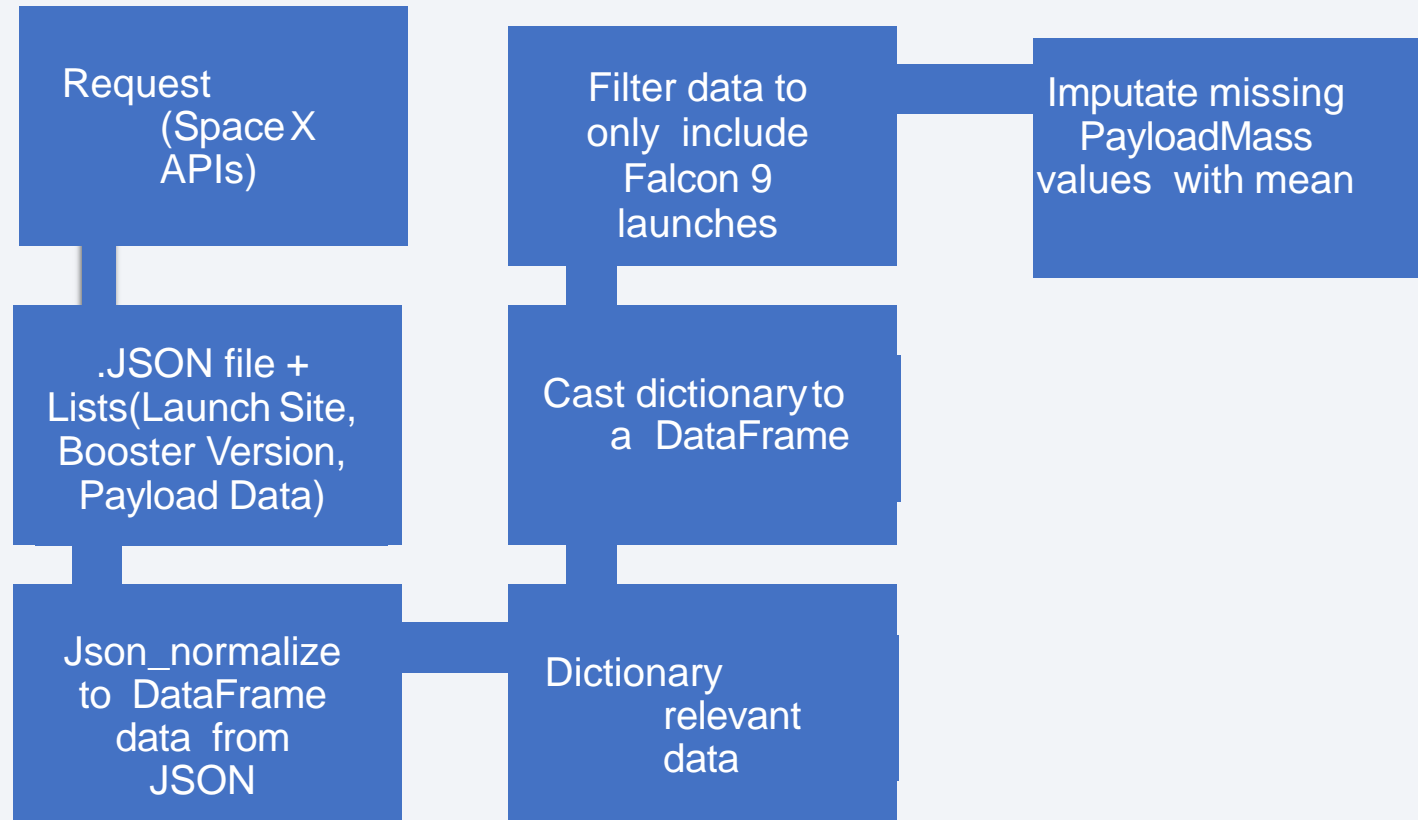 Request
(Space X
APIs)
.JSON file +
Lists(Launch Site,
Booster Version,
Payload Data)
Json_normalize
to DataFrame
data from
JSON
Dictionary
relevant
data
Cast dictionary to
a DataFrame
Filter data to
only include
Falcon 9
launches
Imputate missing
PayloadMass
values with mean